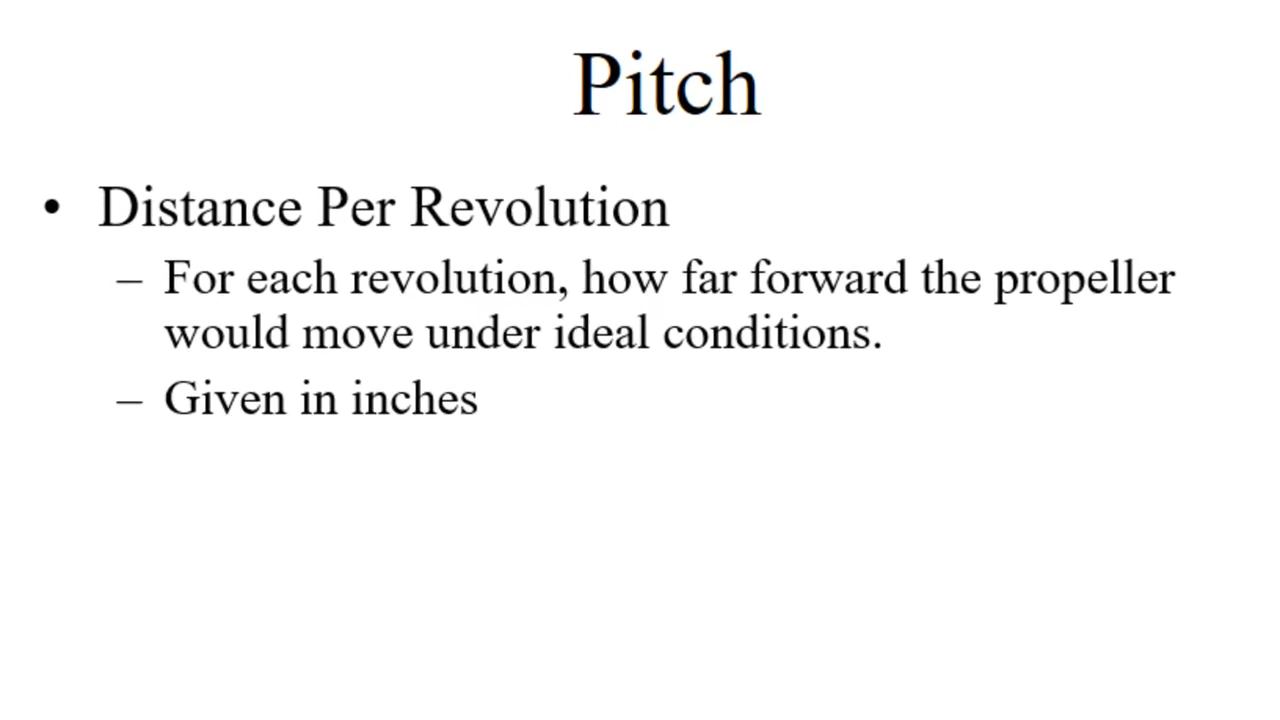 Pitch
• Distance Per Revolution
– For each revolution, how far forward the propeller
would move under ideal conditions.
– Given in inches